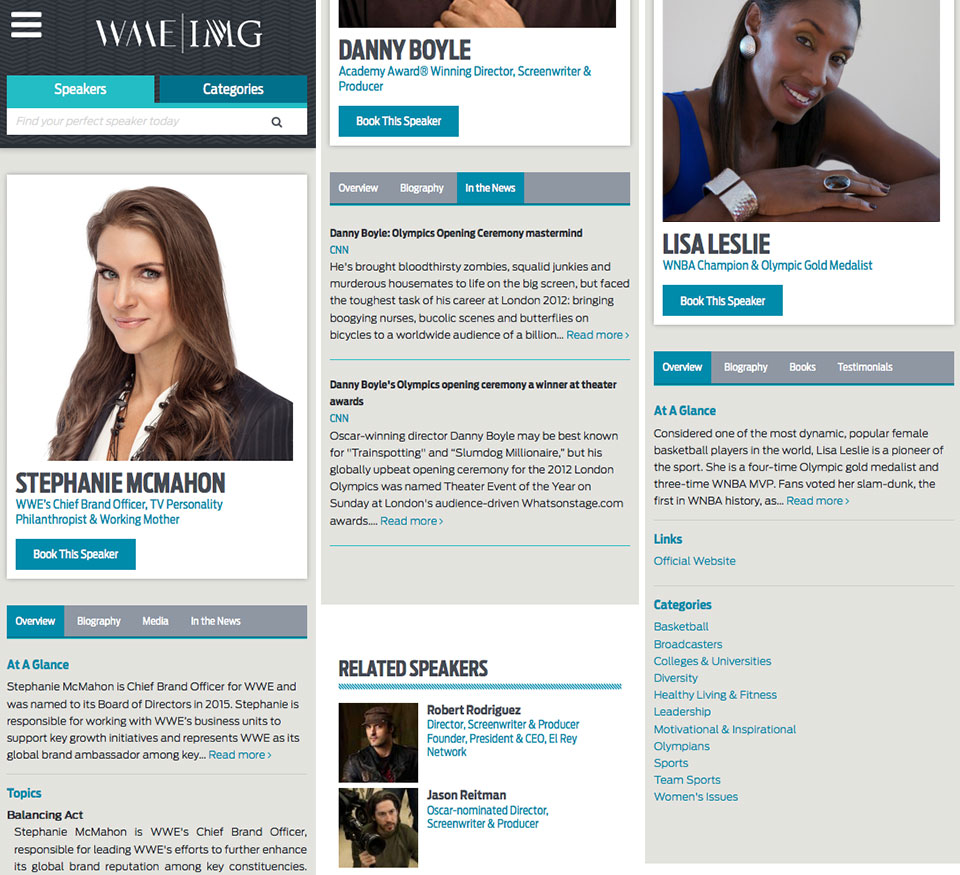 WME|IMG
Speakers
Categories
Find your perfect speaker today
STEPHANIE MCMAHON
WWE's Chief Brand Officer, TV Personality
Philanthropist & Working Mother
Book This Speaker
Overview
Biography
Media
In the News
At A Glance
Stephanie McMahon is Chief Brand Officer for WWE and
was named to its Board of Directors in 2015. Stephanie is
responsible for working with WWE's business units to
support key growth initiatives and represents WWE as its
global brand ambassador among key... Read more ›
Topics
Balancing Act
Stephanie McMahon is WWE's Chief Brand Officer,
responsible for leading WWE's efforts to further enhance
its global brand reputation among key constituencies.
DANNY BOYLE
Academy Award® Winning Director, Screenwriter &
Producer
Book This Speaker
Overview
Biography
In the News
Danny Boyle: Olympics Opening Ceremony mastermind
CNN
He's brought bloodthirsty zombies, squalid junkies and
murderous housemates to life on the big screen, but faced
the toughest task of his career at London 2012: bringing
boogying nurses, bucolic scenes and butterflies on
bicycles to a worldwide audience of a billion... Read more ›
Danny Boyle's Olympics opening ceremony a winner at theater
awards
CNN
Oscar-winning director Danny Boyle may be best known
for "Trainspotting" and "Slumdog Millionaire," but his
globally upbeat opening ceremony for the 2012 London
Olympics was named Theater Event of the Year on
Sunday at London's audience-driven Whatsonstage.com
awards.... Read more ›
RELATED SPEAKERS
Robert Rodriguez
Director, Screenwriter & Producer
Founder, President & CEO, El Rey
Network
Jason Reitman
Oscar-nominated Director,
Screenwriter & Producer
LISA LESLIE
WNBA Champion & Olympic Gold Medalist
Book This Speaker
Overview
Biography
Books
Testimonials
At A Glance
Considered one of the most dynamic, popular female
basketball players in the world, Lisa Leslie is a pioneer of
the sport. She is a four-time Olympic gold medalist and
three-time WNBA MVP. Fans voted her slam-dunk, the
first in WNBA history, as... Read more ›
Links
Official Website
Categories
Basketball
Broadcasters
Colleges & Universities
Diversity
Healthy Living & Fitness
Leadership
Motivational & Inspirational
Olympians
Sports
Team Sports
Women's Issues